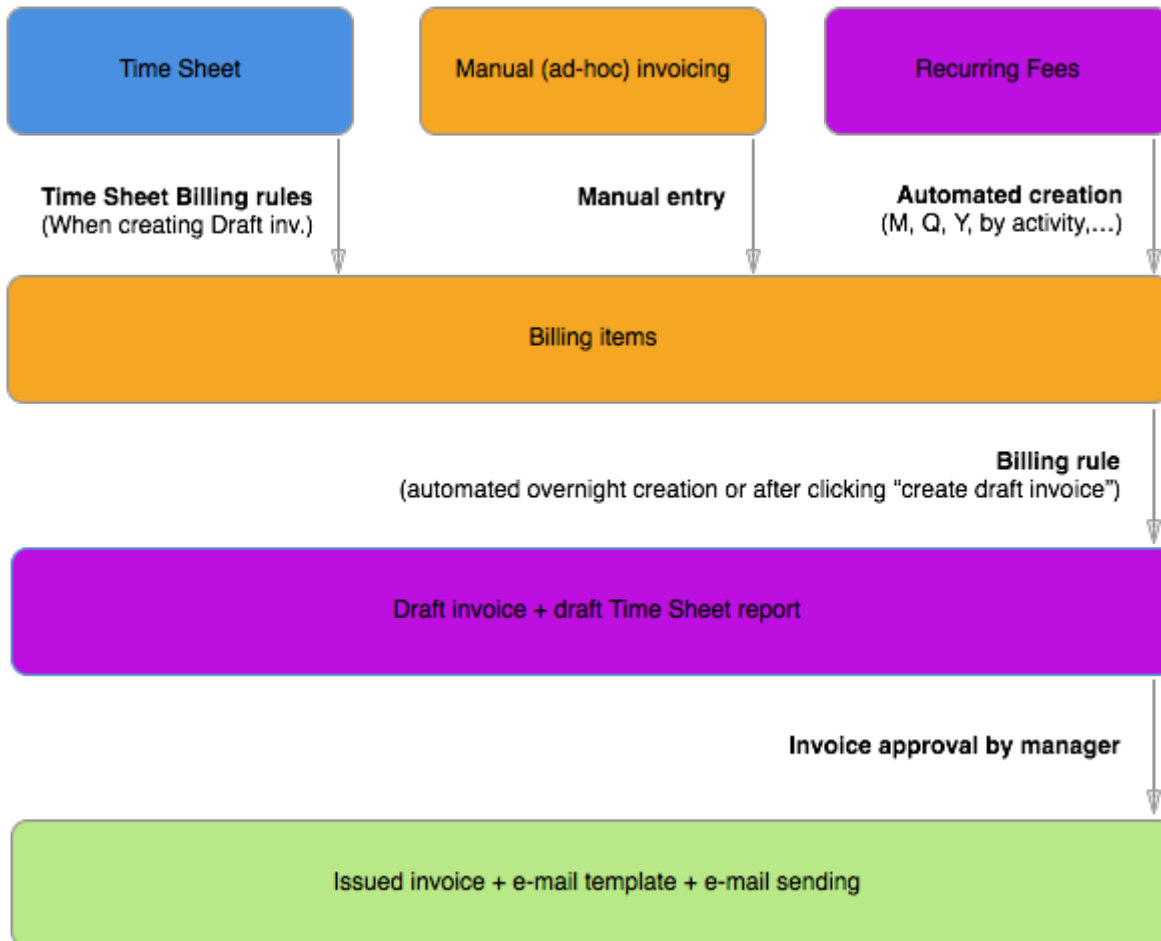 Time Sheet
Manual (ad-hoc) invoicing
Recurring Fees
Time Sheet Billing rules
(When creating Draft inv.)
Manual entry
Automated creation
(M, Q, Y, by activity,…)
Billing items
Billing rule
(automated overnight creation or after clicking “create draft invoice”)
Draft invoice + draft Time Sheet report
Invoice approval by manager
Issued invoice + e-mail template + e-mail sending